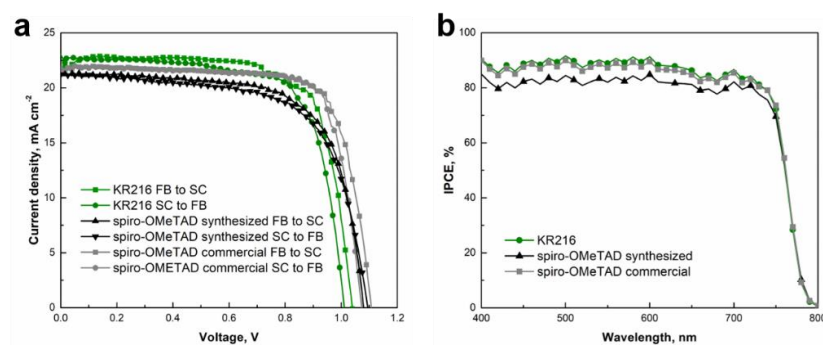 a
Current density, mA cm⁻²
25
20
15
10
5
0
KR216 FB to SC
KR216 SC to FB
spiro-OMeTAD synthesized FB to SC
spiro-OMeTAD synthesized SC to FB
spiro-OMeTAD commercial FB to SC
spiro-OMETAD commercial SC to FB
0.0 0.2 0.4 0.6 0.8 1.0 1.2
Voltage, V
b
IPCE, %
100
80
60
40
20
0
KR216
spiro-OMeTAD synthesized
spiro-OMeTAD commercial
400 500 600 700 800
Wavelength, nm